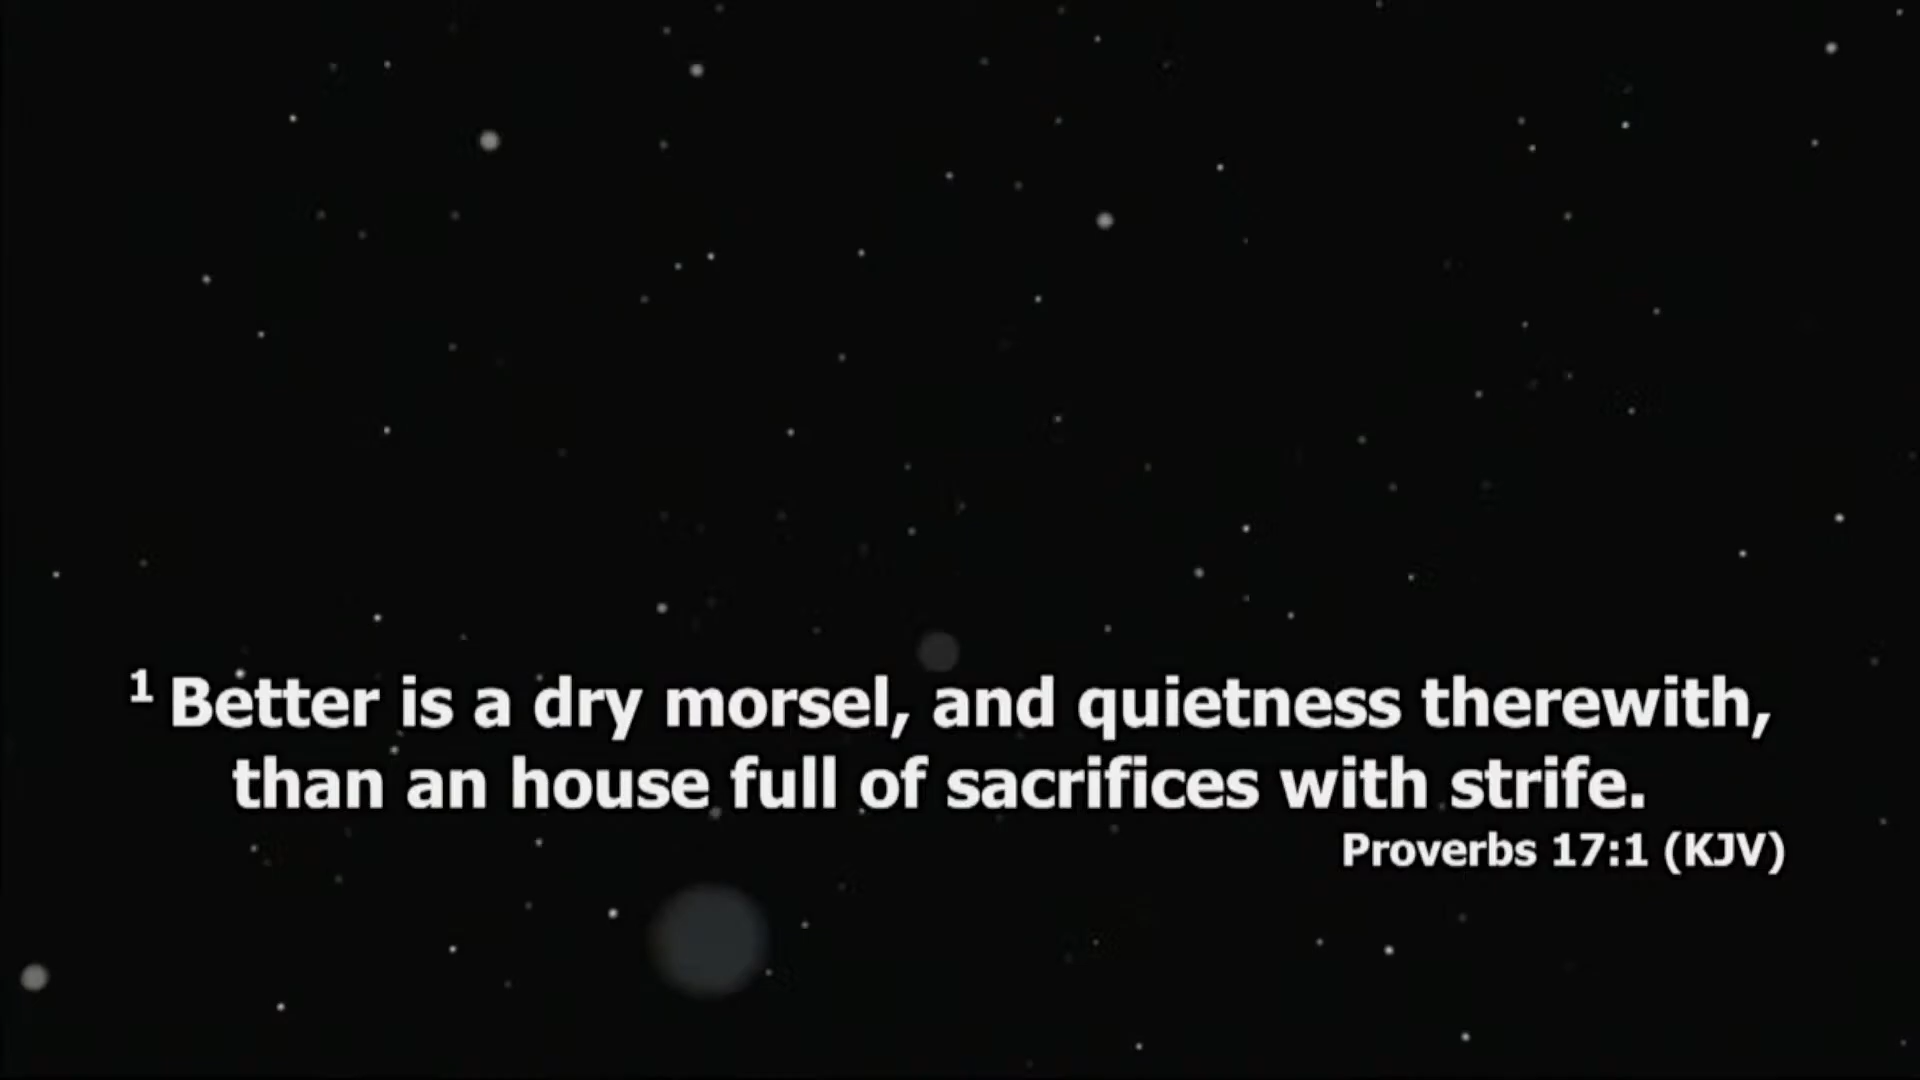 1 Better is a dry morsel, and quietness therewith,
than an house full of sacrifices with strife.
Proverbs 17:1 (KJV)